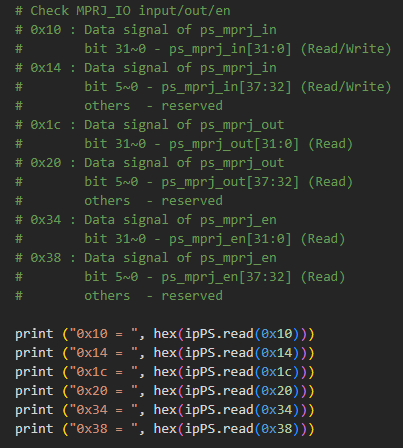 # Check MPRJ_IO input/out/en
# 0x10 : Data signal of ps_mprj_in
#        bit 31~0 - ps_mprj_in[31:0] (Read/Write)
# 0x14 : Data signal of ps_mprj_in
#        bit 5~0 - ps_mprj_in[37:32] (Read/Write)
#        others  - reserved
# 0x1c : Data signal of ps_mprj_out
#        bit 31~0 - ps_mprj_out[31:0] (Read)
# 0x20 : Data signal of ps_mprj_out
#        bit 5~0 - ps_mprj_out[37:32] (Read)
#        others  - reserved
# 0x34 : Data signal of ps_mprj_en
#        bit 31~0 - ps_mprj_en[31:0] (Read)
# 0x38 : Data signal of ps_mprj_en
#        bit 5~0 - ps_mprj_en[37:32] (Read)
#        others  - reserved

print ("0x10 = ", hex(ipPS.read(0x10)))
print ("0x14 = ", hex(ipPS.read(0x14)))
print ("0x1c = ", hex(ipPS.read(0x1c)))
print ("0x20 = ", hex(ipPS.read(0x20)))
print ("0x34 = ", hex(ipPS.read(0x34)))
print ("0x38 = ", hex(ipPS.read(0x38)))